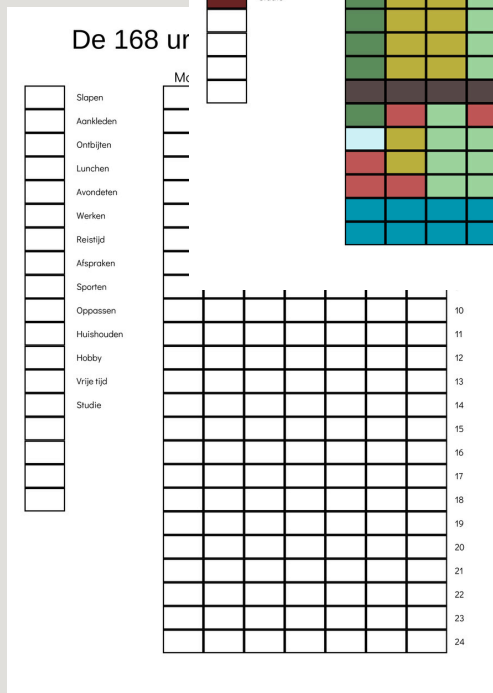 De 168 ur
Slapen
Aankleden
Ontbijten
Lunchen
Avondeten
Werken
Reistijd
Afspraken
Sporten
Oppassen
Huishouden
Hobby
Vrije tijd
Studie
10
11
12
13
14
15
16
17
18
19
20
21
22
23
24